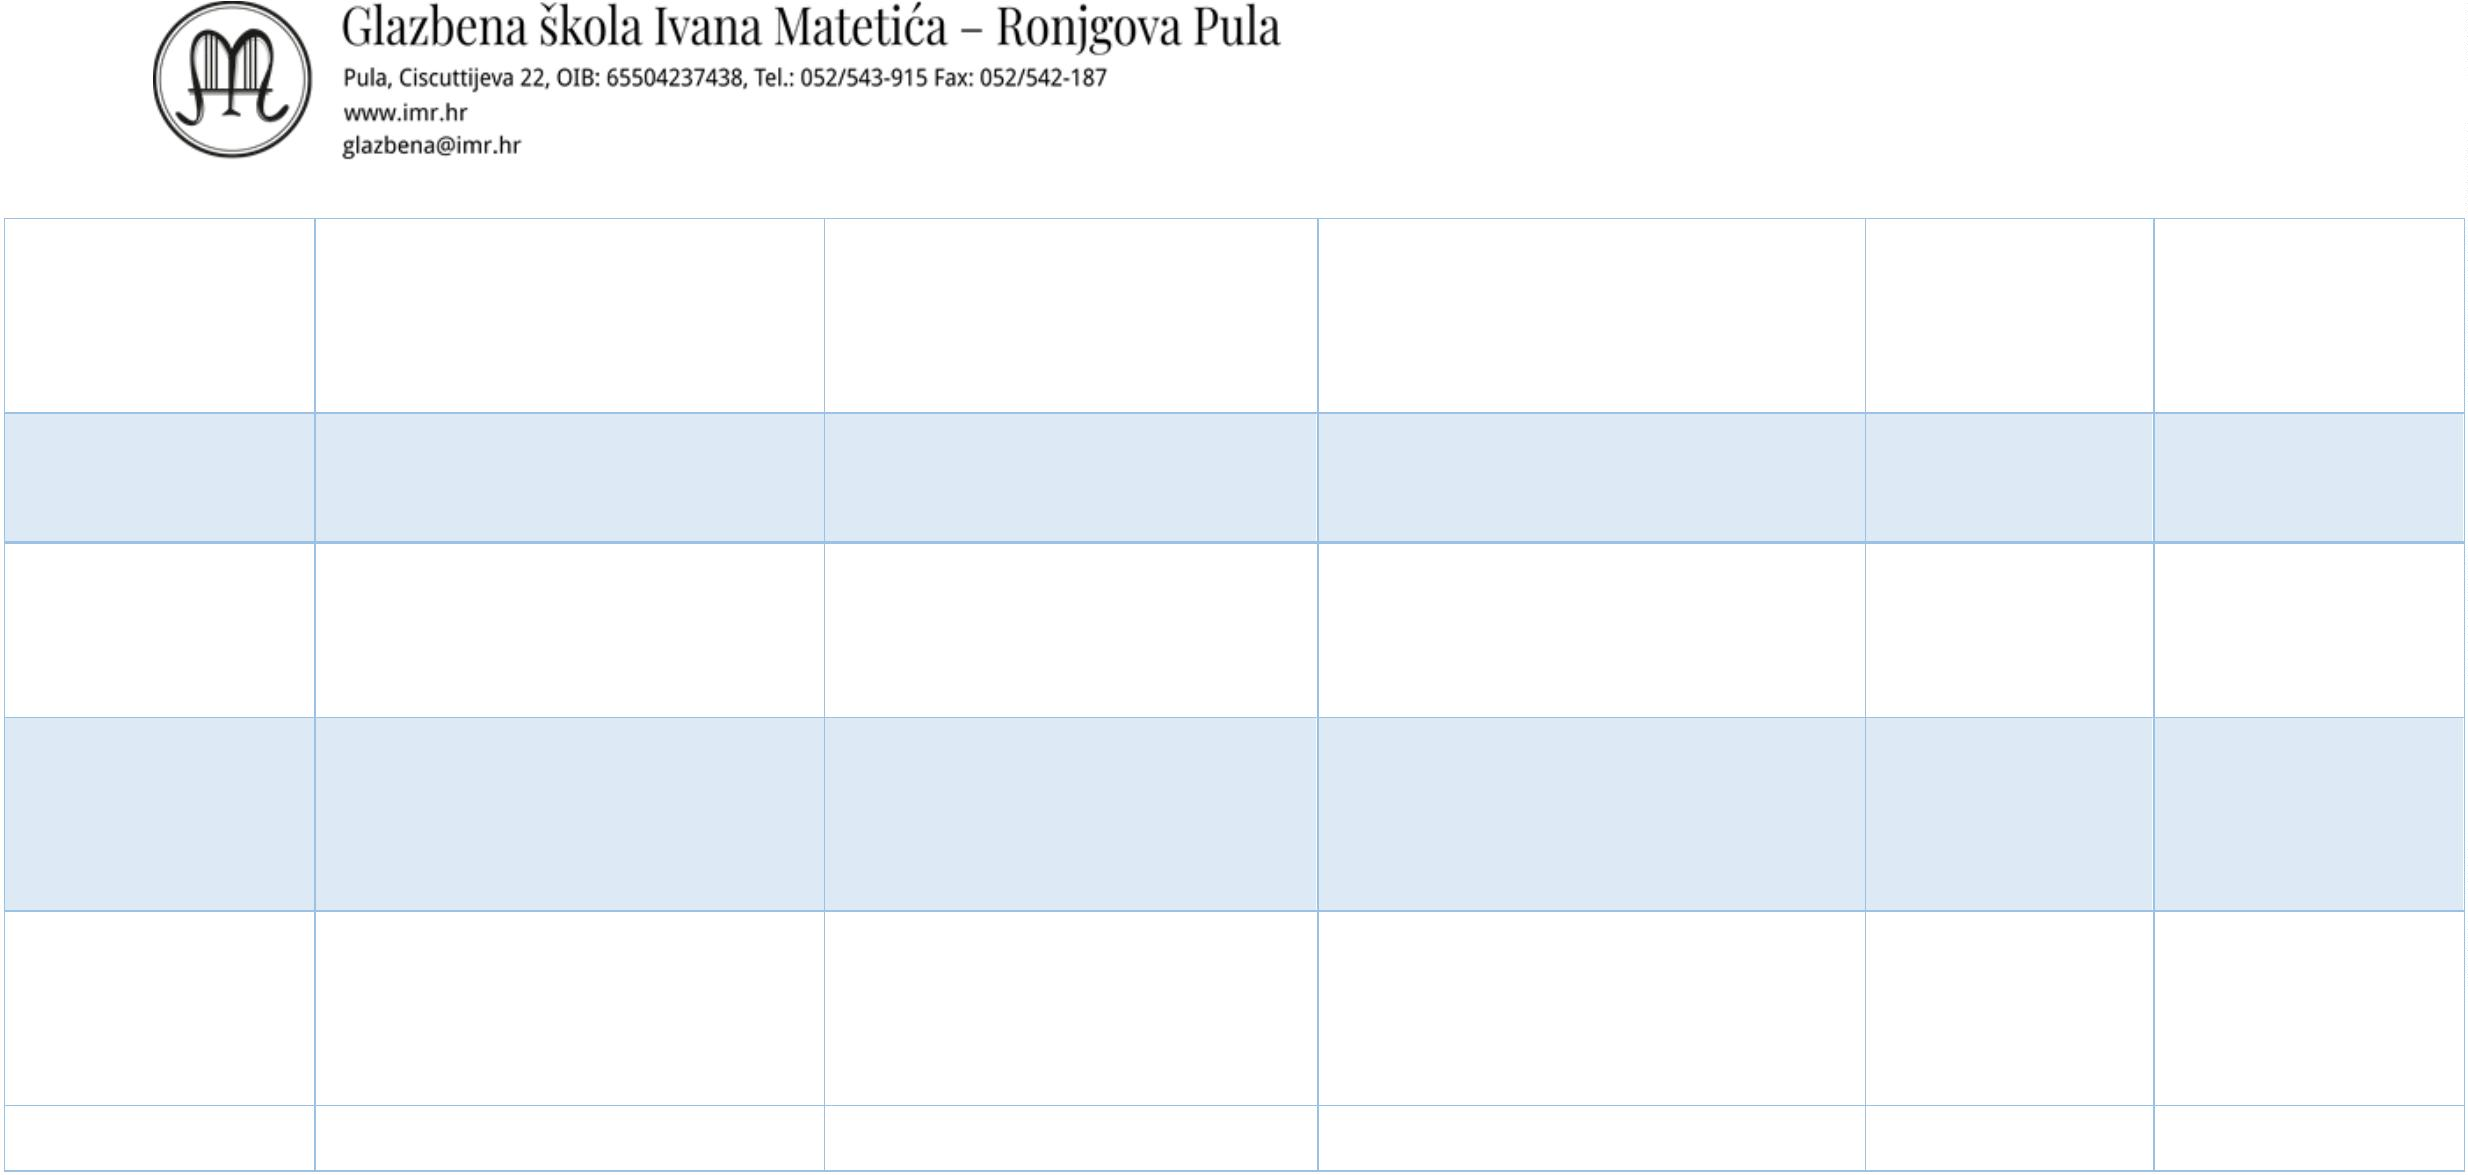 Glazbena škola Ivana Matetića – Ronjgova Pula
Pula, Ciscuttijeva 22, OIB: 65504237438, Tel.: 052/543-915 Fax: 052/542-187
www.imr.hr
glazbena@imr.hr